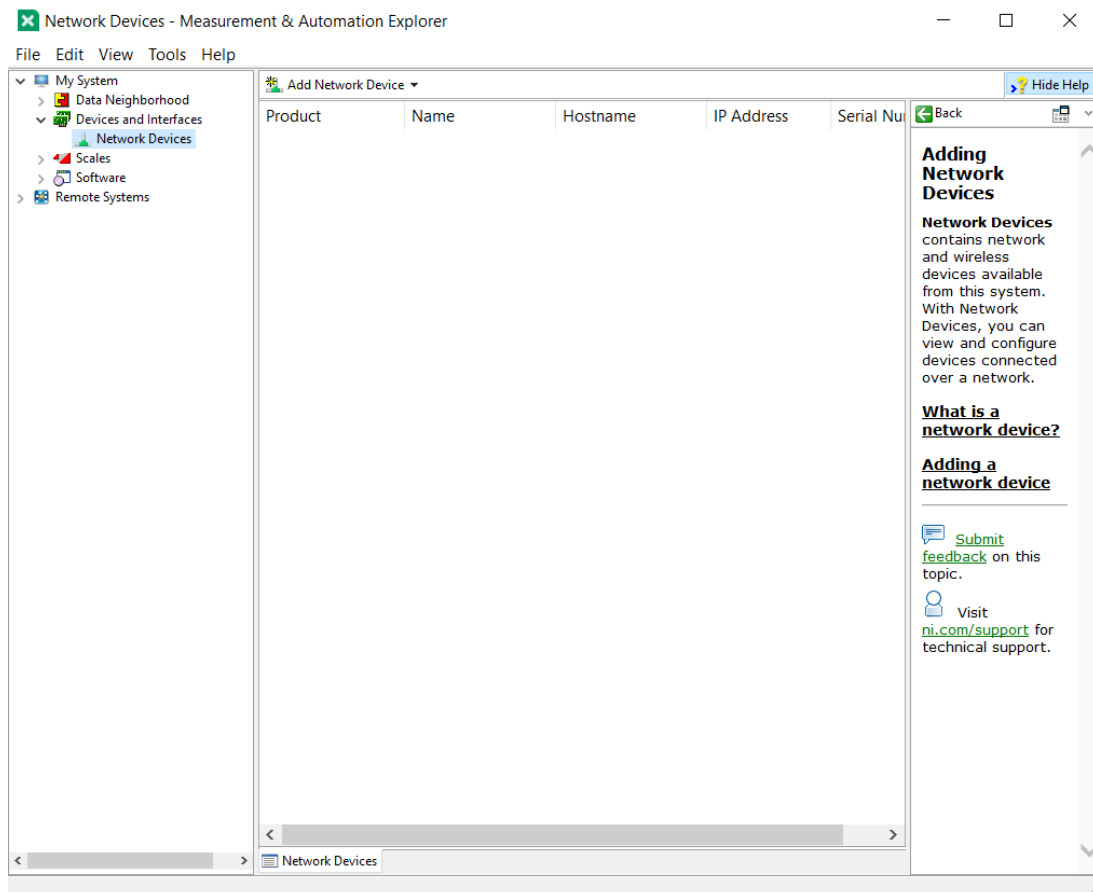 Network Devices - Measurement & Automation Explorer
File Edit View Tools Help
My System
Data Neighborhood
Devices and Interfaces
Network Devices
Scales
Software
Remote Systems
Add Network Device
Hide Help
Product Name Hostname IP Address Serial Nu
Back
Adding
Network
Devices
Network Devices
contains network
and wireless
devices available
from this system.
With Network
Devices, you can
view and configure
devices connected
over a network.
What is a
network device?
Adding a
network device
Submit
feedback on this
topic.
Visit
ni.com/support for
technical support.
Network Devices